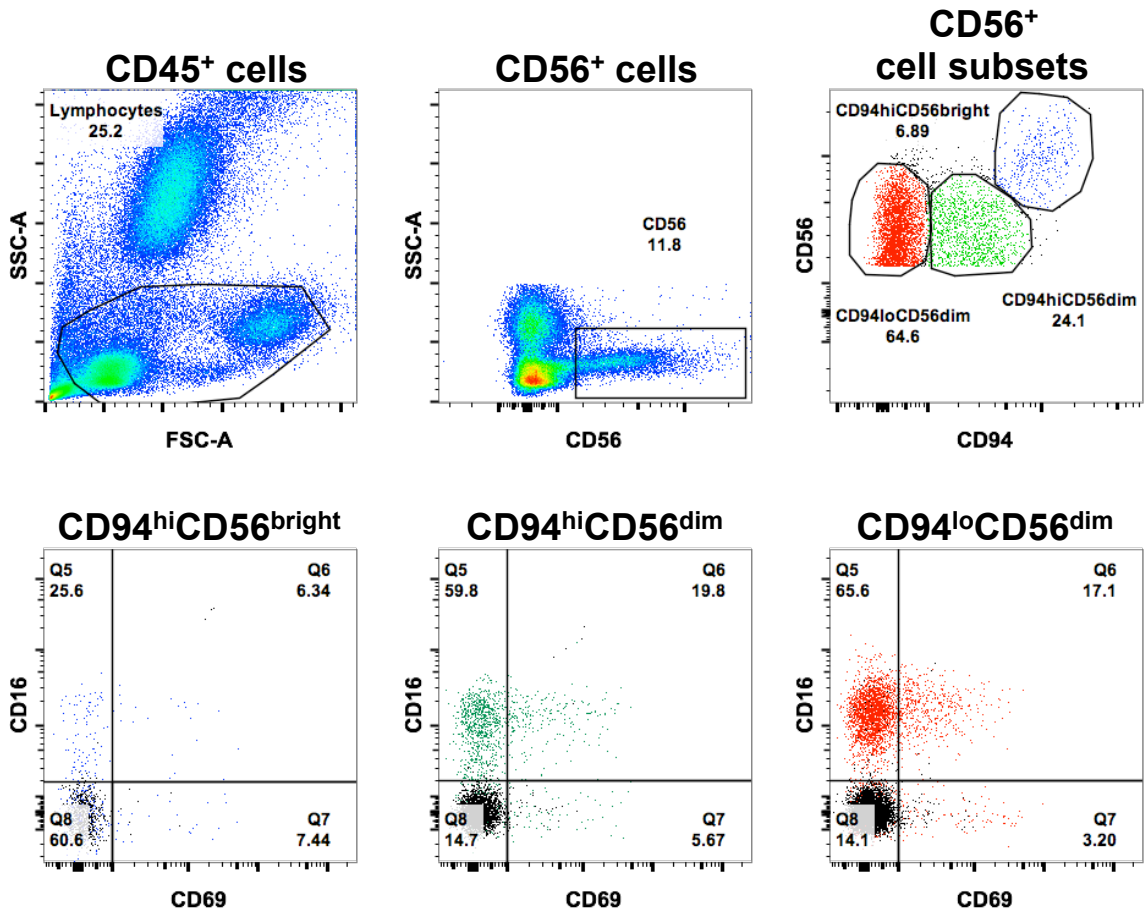 CD45⁺ cells
Lymphocytes
25.2
SSC-A
FSC-A
CD56⁺ cells
CD56
11.8
SSC-A
CD56
CD56⁺
cell subsets
CD94hiCD56bright
6.89
CD94loCD56dim
64.6
CD94hiCD56dim
24.1
CD56
CD94
CD94ʰⁱCD56ᵇʳⁱᵍʰᵗ
Q5
25.6
Q6
6.34
Q8
60.6
Q7
7.44
CD16
CD69
CD94ʰⁱCD56ᵈⁱᵐ
Q5
59.8
Q6
19.8
Q8
14.7
Q7
5.67
CD16
CD69
CD94ˡᵒCD56ᵈⁱᵐ
Q5
65.6
Q6
17.1
Q8
14.1
Q7
3.20
CD16
CD69